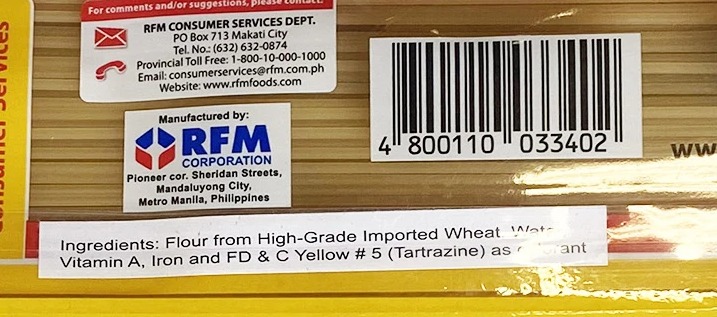 For comments and/or suggestions, please contact:
RFM CONSUMER SERVICES DEPT.
PO Box 713 Makati City
Tel. No.: (632) 632-0874
Provincial Toll Free: 1-800-10-000-1000
Email: consumerservices@rfm.com.ph
Website: www.rfmfoods.com
Consumer Services
4 800110 033402
Manufactured by:
RFM
CORPORATION
Pioneer cor. Sheridan Streets,
Mandaluyong City,
Metro Manila, Philippines
Ingredients: Flour from High-Grade Imported Wheat
Vitamin A, Iron and FD & C Yellow # 5 (Tartrazine) as